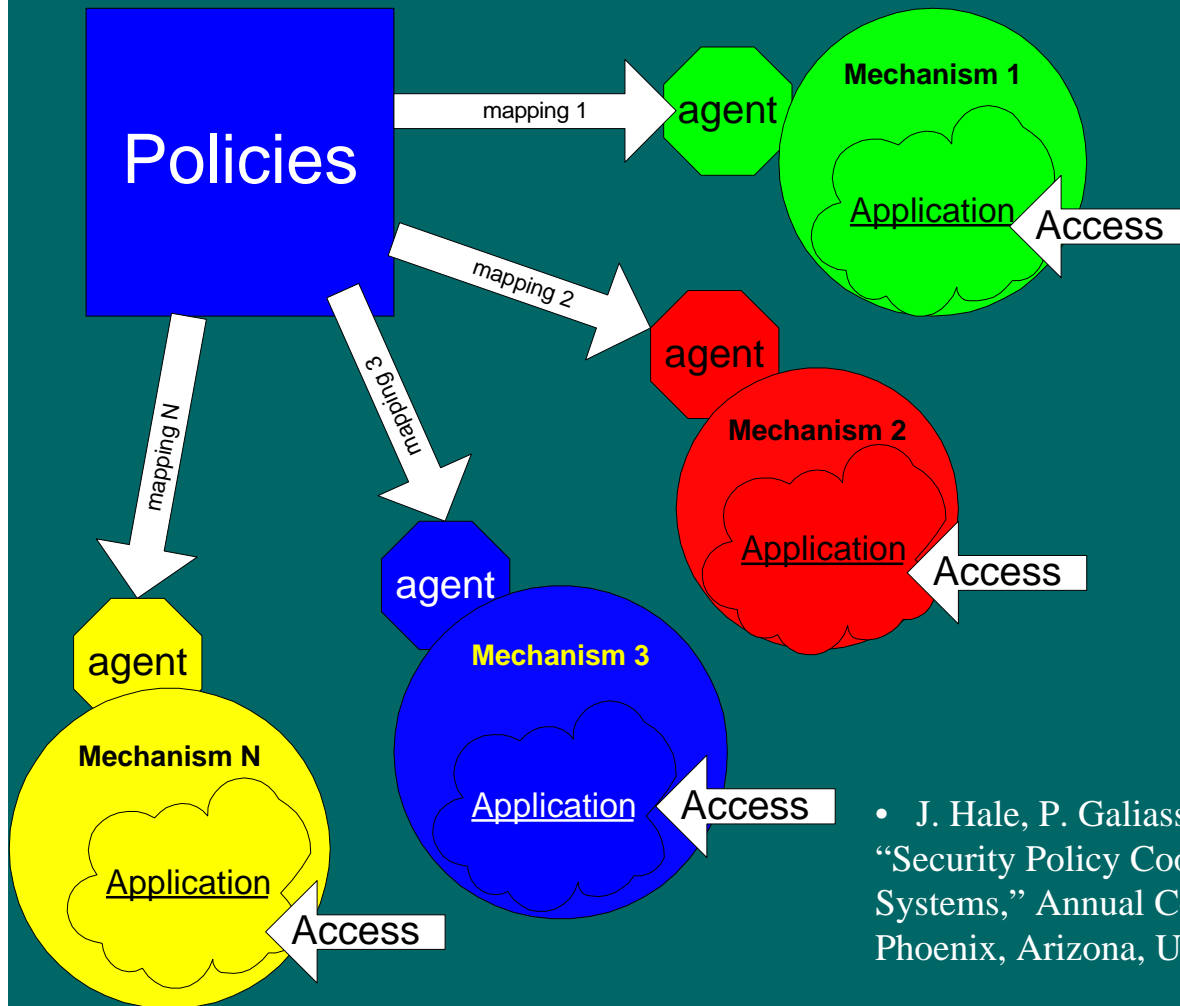 Policies
mapping 1
agent
Mechanism 1
Application
Access
mapping 2
agent
Mechanism 2
Application
Access
mapping 3
agent
Mechanism 3
Application
Access
mapping N
agent
Mechanism N
Application
Access
• J. Hale, P. Galiass
“Security Policy Coo
Systems,” Annual C
Phoenix, Arizona, U